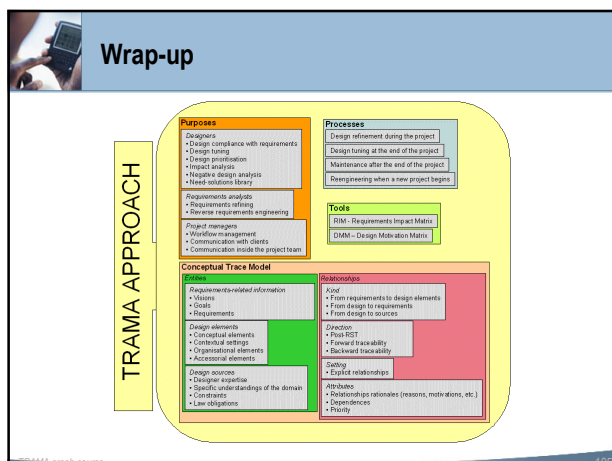 Wrap-up
TRAMA APPROACH
Purposes
Designers
• Design compliance with requirements
• Design tuning
• Design prioritisation
• Impact analysis
• Negative design analysis
• Need-solutions library
Requirements analysts
• Requirements refining
• Reverse requirements engineering
Project managers
• Workflow management
• Communication with clients
• Communication inside the project team
Processes
Design refinement during the project
Design tuning at the end of the project
Maintenance after the end of the project
Reengineering when a new project begins
Tools
RIM - Requirements Impact Matrix
DMM – Design Motivation Matrix
Conceptual Trace Model
Entities
Requirements-related information
• Visions
• Goals
• Requirements
Design elements
• Conceptual elements
• Contextual settings
• Organisational elements
• Accessorial elements
Design sources
• Designer expertise
• Specific understandings of the domain
• Constraints
• Law obligations
Relationships
Kind
• From requirements to design elements
• From design to requirements
• From design to sources
Direction
• Post-RST
• Forward traceability
• Backward traceability
Setting
• Explicit relationships
Attributes
• Relationships rationales (reasons, motivations, etc.)
• Dependences
• Priority